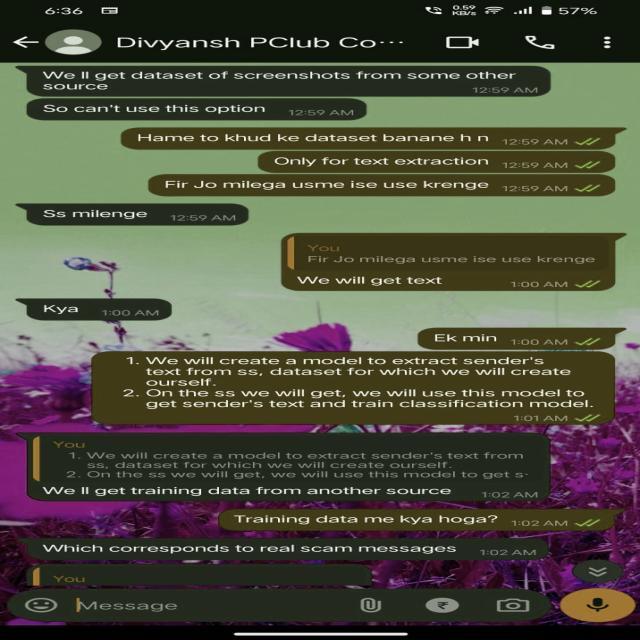 6:36
0.59
KB/s
57%
Divyansh PClub Co···
We ll get dataset of screenshots from some other
source
12:59 AM
So can't use this option 12:59 AM
Hame to khud ke dataset banane h n 12:59 AM
Only for text extraction 12:59 AM
Fir Jo milega usme ise use krenge 12:59 AM
Ss milenge 12:59 AM
You
Fir Jo milega usme ise use krenge
We will get text 1:00 AM
Kya 1:00 AM
Ek min 1:00 AM
1. We will create a model to extract sender's
text from ss, dataset for which we will create
ourself.
2. On the ss we will get, we will use this model to
get sender's text and train classification model.
1:01 AM
You
1. We will create a model to extract sender's text from
ss, dataset for which we will create ourself.
2. On the ss we will get, we will use this model to get s·
We ll get training data from another source 1:02 AM
Training data me kya hoga? 1:02 AM
Which corresponds to real scam messages 1:02 AM
You
Message
₹